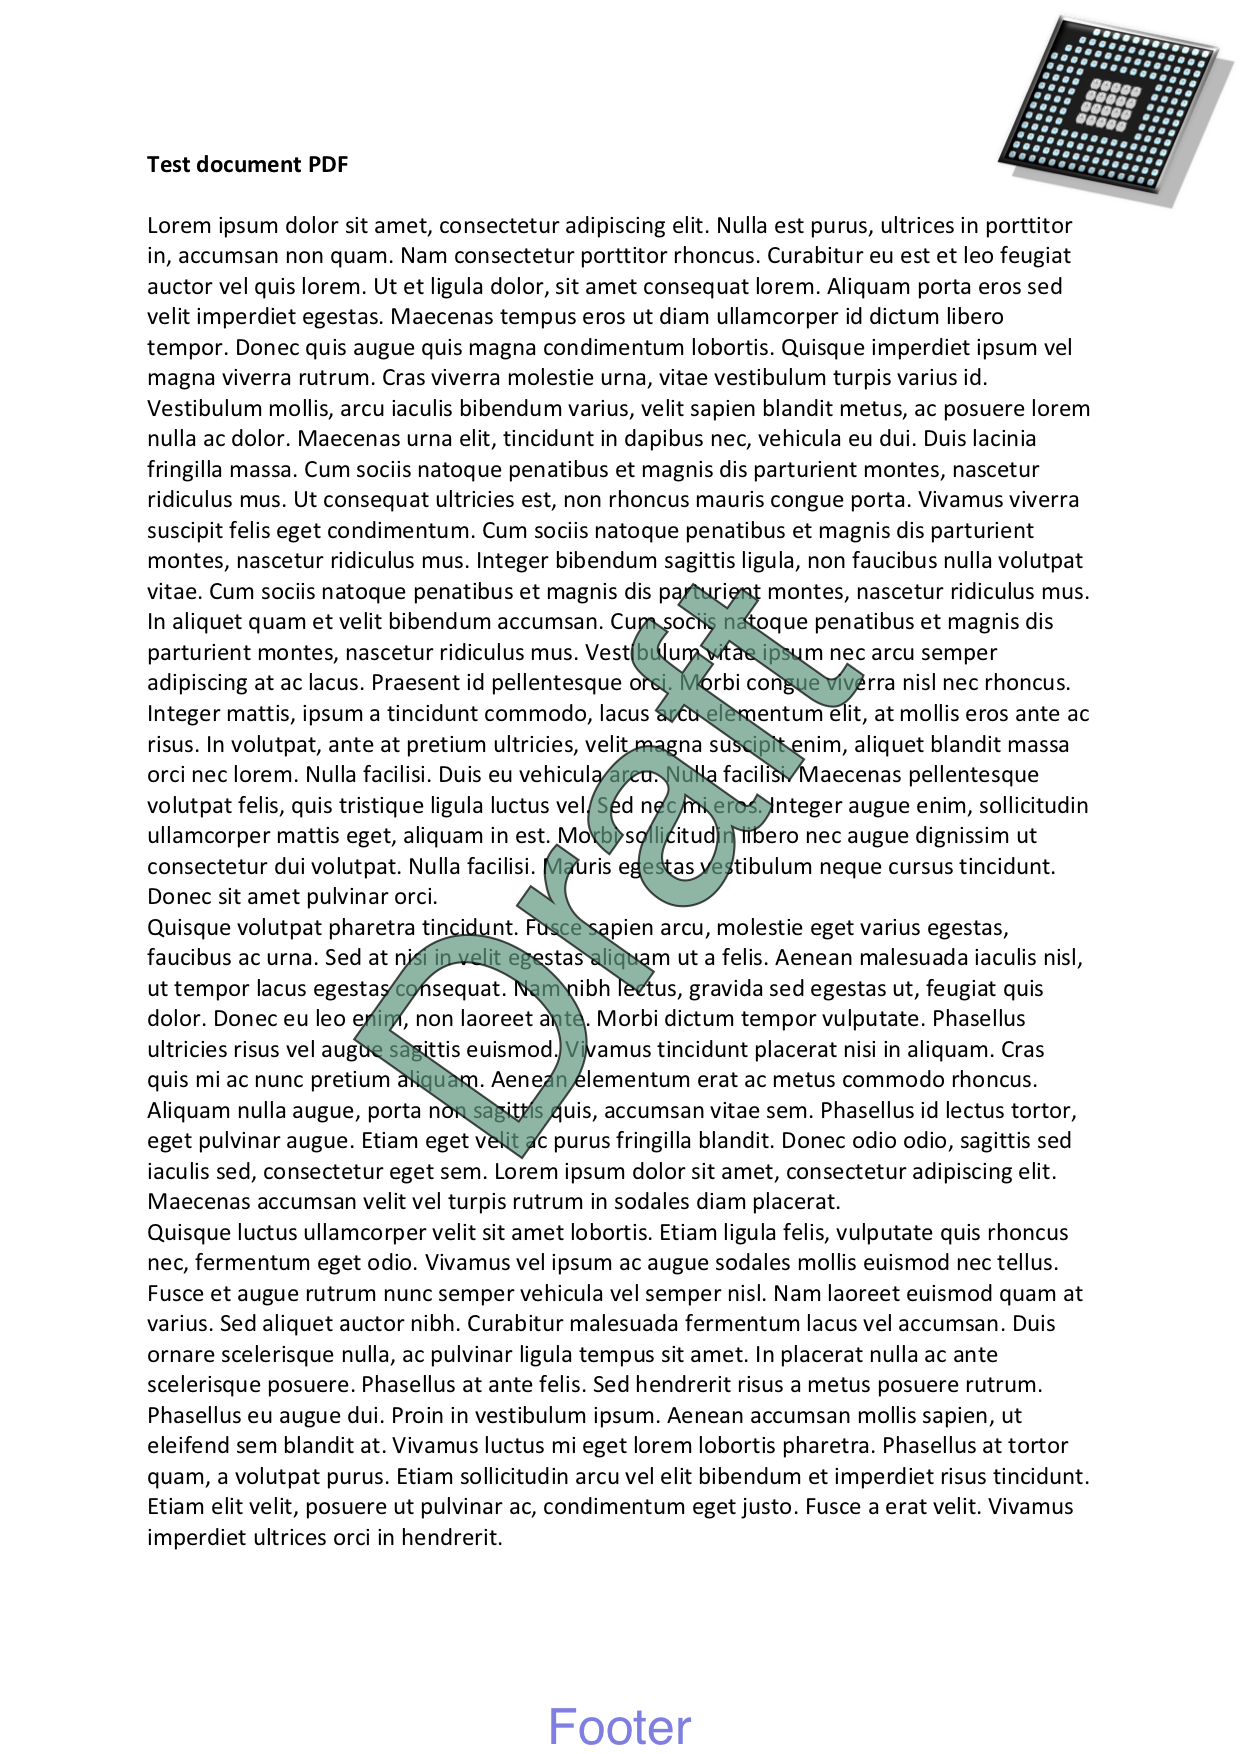 Test document PDF
Lorem ipsum dolor sit amet, consectetur adipiscing elit. Nulla est purus, ultrices in porttitor
in, accumsan non quam. Nam consectetur porttitor rhoncus. Curabitur eu est et leo feugiat
auctor vel quis lorem. Ut et ligula dolor, sit amet consequat lorem. Aliquam porta eros sed
velit imperdiet egestas. Maecenas tempus eros ut diam ullamcorper id dictum libero
tempor. Donec quis augue quis magna condimentum lobortis. Quisque imperdiet ipsum vel
magna viverra rutrum. Cras viverra molestie urna, vitae vestibulum turpis varius id.
Vestibulum mollis, arcu iaculis bibendum varius, velit sapien blandit metus, ac posuere lorem
nulla ac dolor. Maecenas urna elit, tincidunt in dapibus nec, vehicula eu dui. Duis lacinia
fringilla massa. Cum sociis natoque penatibus et magnis dis parturient montes, nascetur
ridiculus mus. Ut consequat ultricies est, non rhoncus mauris congue porta. Vivamus viverra
suscipit felis eget condimentum. Cum sociis natoque penatibus et magnis dis parturient
montes, nascetur ridiculus mus. Integer bibendum sagittis ligula, non faucibus nulla volutpat
vitae. Cum sociis natoque penatibus et magnis dis parturient montes, nascetur ridiculus mus.
In aliquet quam et velit bibendum accumsan. Cum sociis natoque penatibus et magnis dis
parturient montes, nascetur ridiculus mus. Vestibulum vitae ipsum nec arcu semper
adipiscing at ac lacus. Praesent id pellentesque orci. Morbi congue viverra nisl nec rhoncus.
Integer mattis, ipsum a tincidunt commodo, lacus arcu elementum elit, at mollis eros ante ac
risus. In volutpat, ante at pretium ultricies, velit magna suscipit enim, aliquet blandit massa
orci nec lorem. Nulla facilisi. Duis eu vehicula arcu. Nulla facilisi. Maecenas pellentesque
volutpat felis, quis tristique ligula luctus vel. Sed nec mi eros. Integer augue enim, sollicitudin
ullamcorper mattis eget, aliquam in est. Morbi sollicitudin libero nec augue dignissim ut
consectetur dui volutpat. Nulla facilisi. Mauris egestas vestibulum neque cursus tincidunt.
Donec sit amet pulvinar orci.
Quisque volutpat pharetra tincidunt. Fusce sapien arcu, molestie eget varius egestas,
faucibus ac urna. Sed at nisi in velit egestas aliquam ut a felis. Aenean malesuada iaculis nisl,
ut tempor lacus egestas consequat. Nam nibh lectus, gravida sed egestas ut, feugiat quis
dolor. Donec eu leo enim, non laoreet ante. Morbi dictum tempor vulputate. Phasellus
ultricies risus vel augue sagittis euismod. Vivamus tincidunt placerat nisi in aliquam. Cras
quis mi ac nunc pretium aliquam. Aenean elementum erat ac metus commodo rhoncus.
Aliquam nulla augue, porta non sagittis quis, accumsan vitae sem. Phasellus id lectus tortor,
eget pulvinar augue. Etiam eget velit ac purus fringilla blandit. Donec odio odio, sagittis sed
iaculis sed, consectetur eget sem. Lorem ipsum dolor sit amet, consectetur adipiscing elit.
Maecenas accumsan velit vel turpis rutrum in sodales diam placerat.
Quisque luctus ullamcorper velit sit amet lobortis. Etiam ligula felis, vulputate quis rhoncus
nec, fermentum eget odio. Vivamus vel ipsum ac augue sodales mollis euismod nec tellus.
Fusce et augue rutrum nunc semper vehicula vel semper nisl. Nam laoreet euismod quam at
varius. Sed aliquet auctor nibh. Curabitur malesuada fermentum lacus vel accumsan. Duis
ornare scelerisque nulla, ac pulvinar ligula tempus sit amet. In placerat nulla ac ante
scelerisque posuere. Phasellus at ante felis. Sed hendrerit risus a metus posuere rutrum.
Phasellus eu augue dui. Proin in vestibulum ipsum. Aenean accumsan mollis sapien, ut
eleifend sem blandit at. Vivamus luctus mi eget lorem lobortis pharetra. Phasellus at tortor
quam, a volutpat purus. Etiam sollicitudin arcu vel elit bibendum et imperdiet risus tincidunt.
Etiam elit velit, posuere ut pulvinar ac, condimentum eget justo. Fusce a erat velit. Vivamus
imperdiet ultrices orci in hendrerit.
Draft
Footer